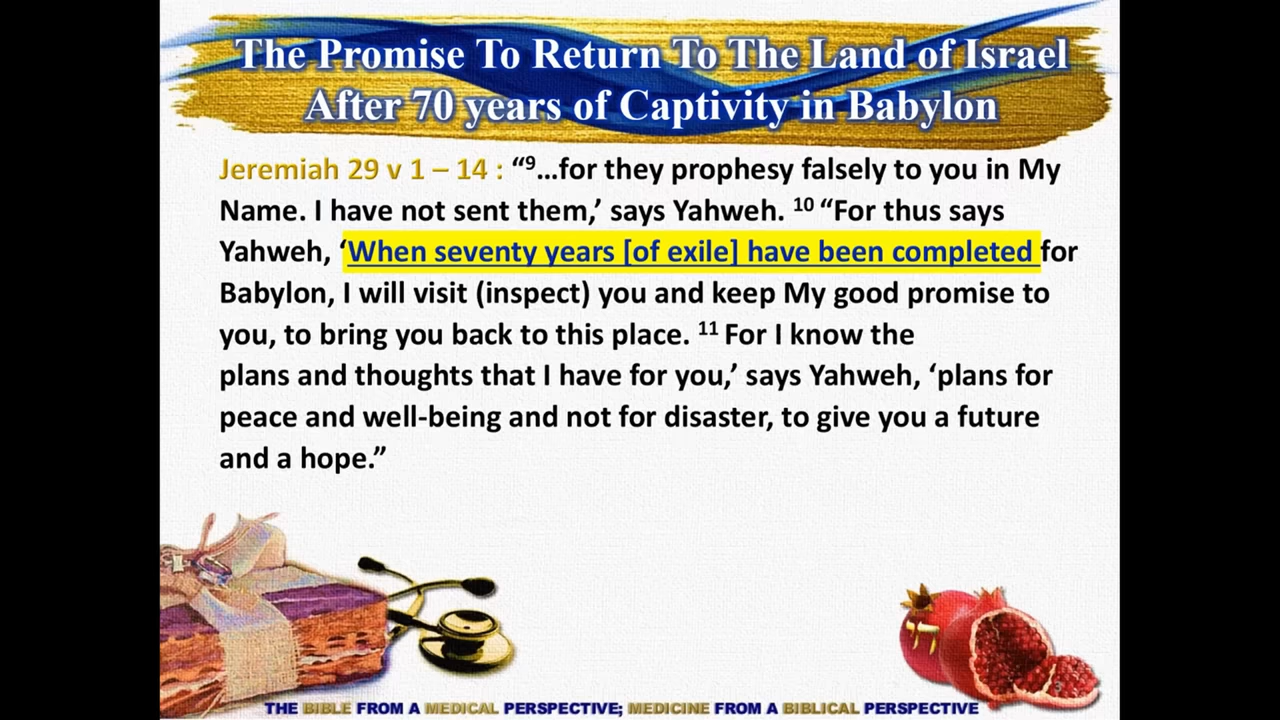 The Promise To Return To The Land of Israel
After 70 years of Captivity in Babylon
Jeremiah 29 v 1 – 14 : “⁹…for they prophesy falsely to you in My
Name. I have not sent them,’ says Yahweh. ¹⁰ “For thus says
Yahweh, ‘When seventy years [of exile] have been completed for
Babylon, I will visit (inspect) you and keep My good promise to
you, to bring you back to this place. ¹¹ For I know the
plans and thoughts that I have for you,’ says Yahweh, ‘plans for
peace and well-being and not for disaster, to give you a future
and a hope.”
חי
THE BIBLE FROM A MEDICAL PERSPECTIVE; MEDICINE FROM A BIBLICAL PERSPECTIVE